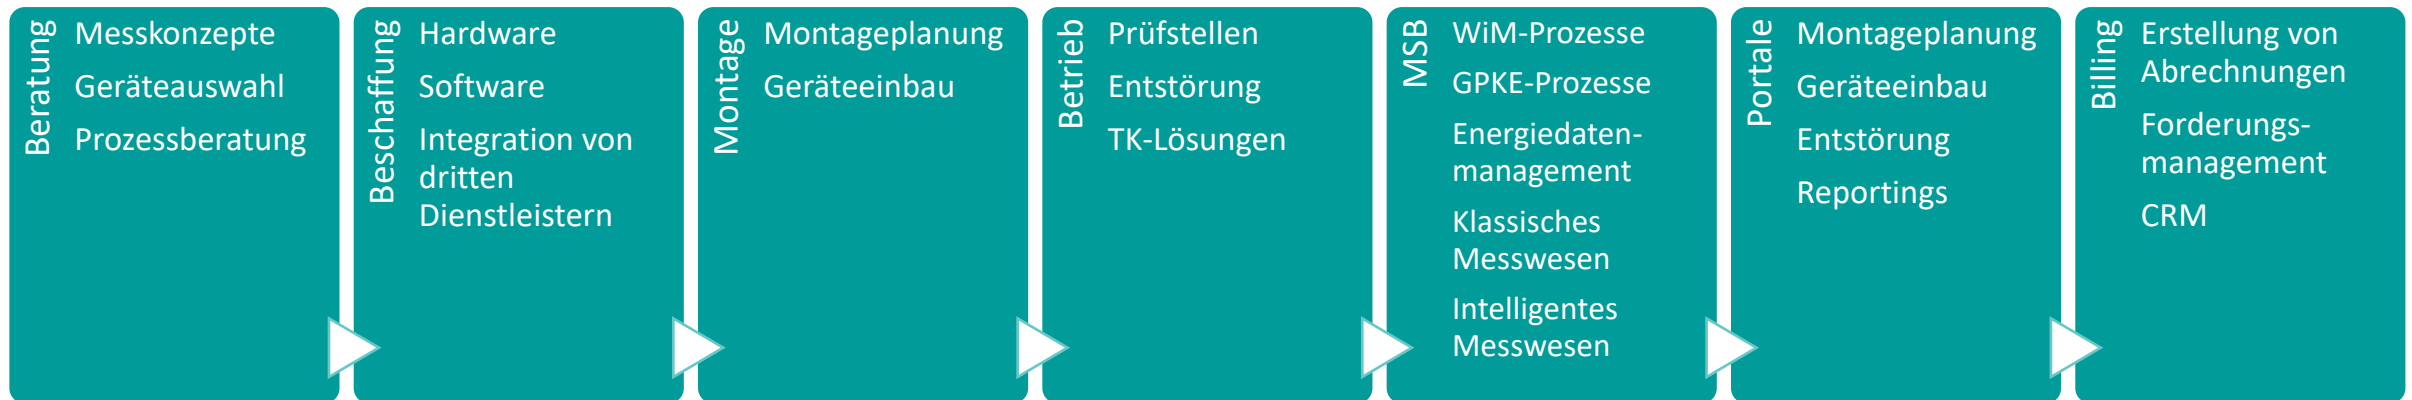 Beratung
Messkonzepte
Geräteauswahl
Prozessberatung
Beschaffung
Hardware
Software
Integration von
dritten
Dienstleistern
Montage
Montageplanung
Geräteeinbau
Betrieb
Prüfstellen
Entstörung
TK-Lösungen
MSB
WiM-Prozesse
GPKE-Prozesse
Energiedaten-
management
Klassisches
Messwesen
Intelligentes
Messwesen
Portale
Montageplanung
Geräteeinbau
Entstörung
Reportings
Billing
Erstellung von
Abrechnungen
Forderungs-
management
CRM